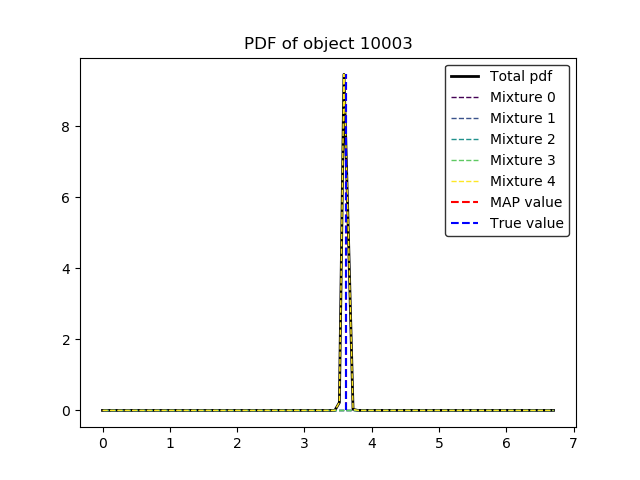 PDF of object 10003
Total pdf
Mixture 0
Mixture 1
Mixture 2
Mixture 3
Mixture 4
MAP value
True value
8
6
4
2
0
0 1 2 3 4 5 6 7